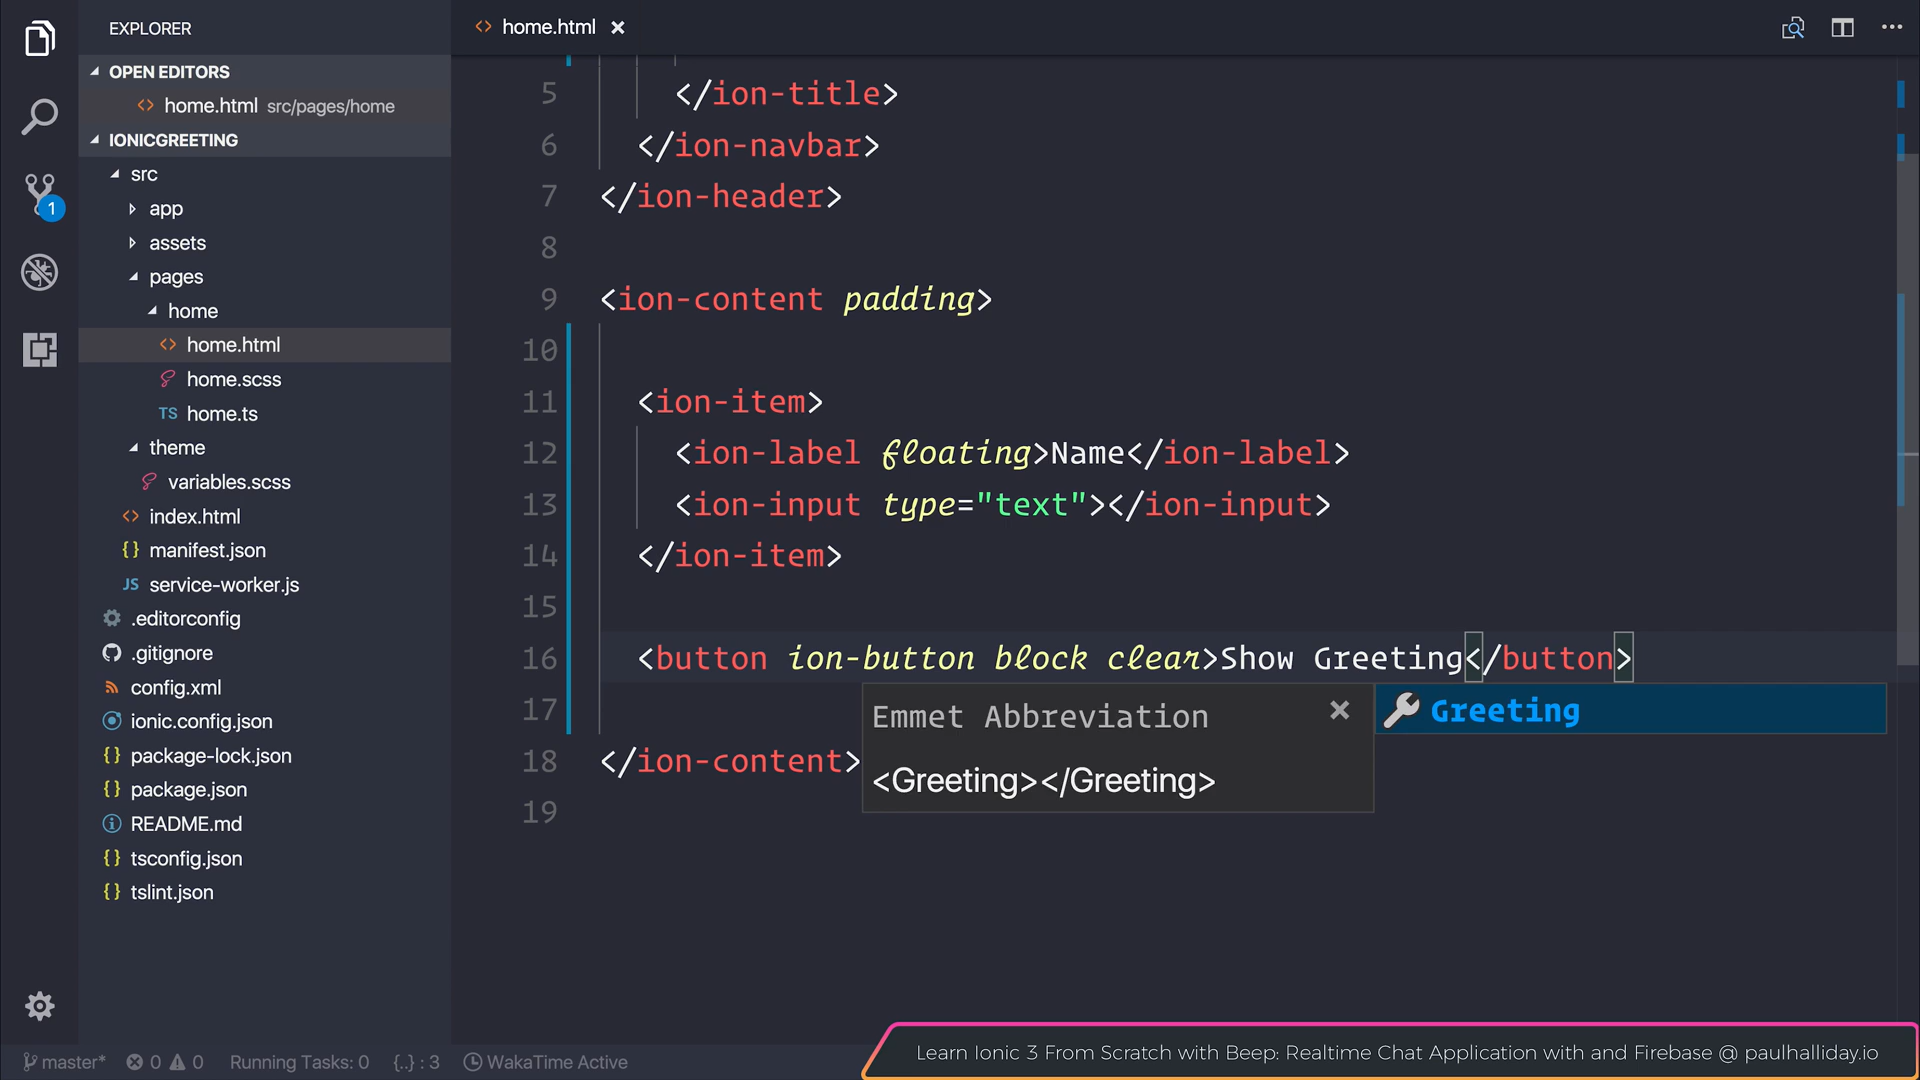 EXPLORER
OPEN EDITORS
<> home.html src/pages/home
IONICGREETING
src
app
assets
pages
home
<> home.html
home.scss
TS home.ts
theme
variables.scss
<> index.html
{} manifest.json
JS service-worker.js
.editorconfig
.gitignore
config.xml
ionic.config.json
{} package-lock.json
{} package.json
README.md
{} tsconfig.json
{} tslint.json
1
<> home.html ×
5 </ion-title>
6 </ion-navbar>
7 </ion-header>
8
9 <ion-content padding>
10
11 <ion-item>
12 <ion-label floating>Name</ion-label>
13 <ion-input type="text"></ion-input>
14 </ion-item>
15
16 <button ion-button block clear>Show Greeting</button>
17
18 </ion-content>
19
Emmet Abbreviation ×
<Greeting></Greeting>
Greeting
master* 0 0 Running Tasks: 0 {..} : 3 WakaTime Active
Learn Ionic 3 From Scratch with Beep: Realtime Chat Application with and Firebase @ paulhalliday.io